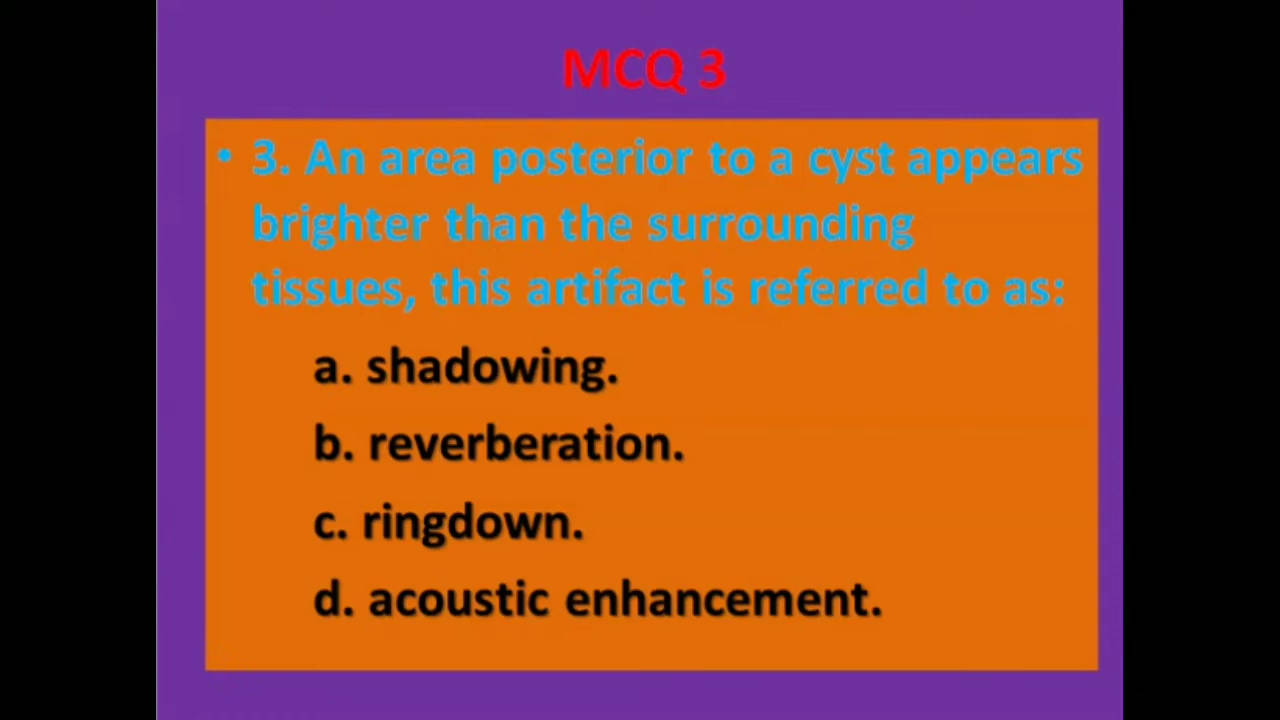 MCQ 3
• 3. An area posterior to a cyst appears
brighter than the surrounding
tissues, this artifact is referred to as:
a. shadowing.
b. reverberation.
c. ringdown.
d. acoustic enhancement.